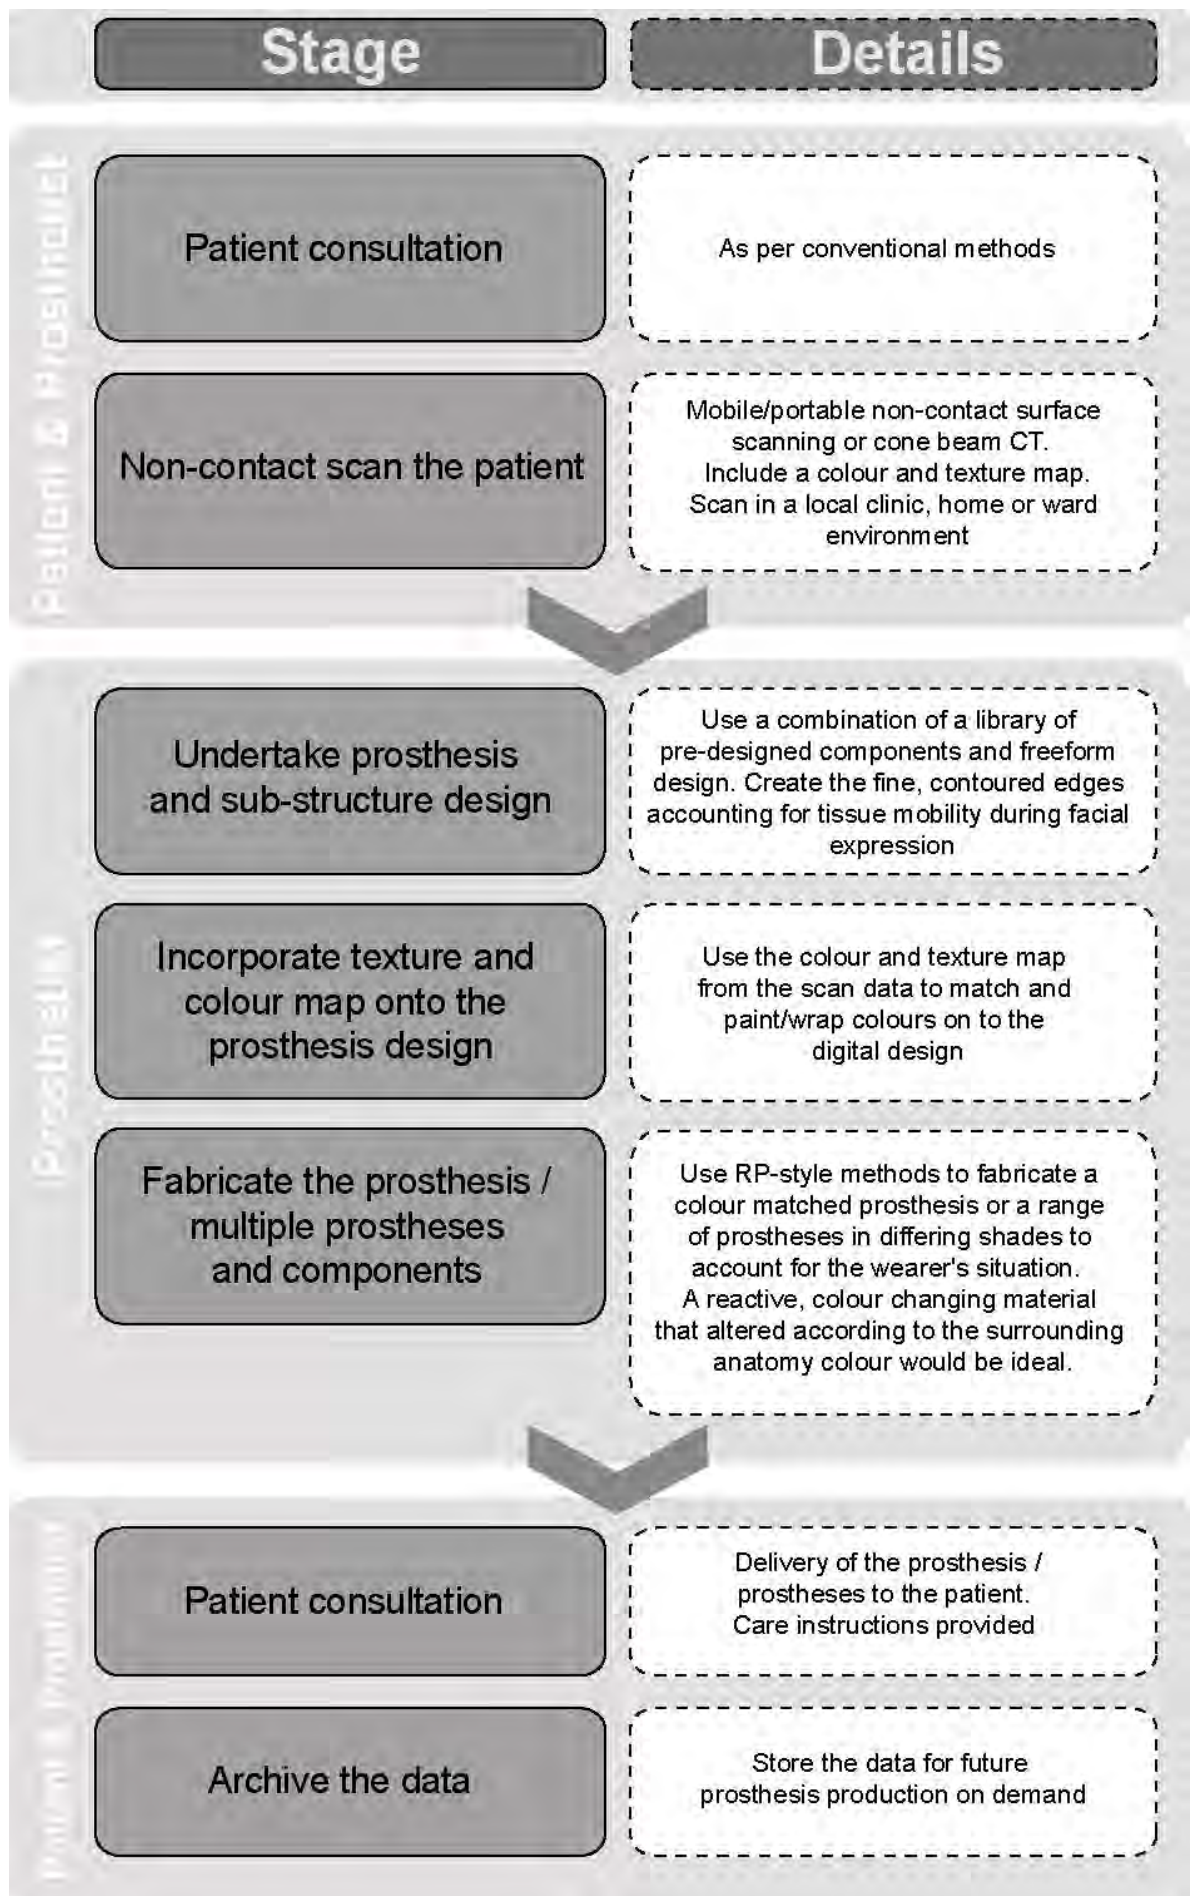 Stage
Details
Patient & Prosthetist
Patient consultation
As per conventional methods
Non-contact scan the patient
Mobile/portable non-contact surface
scanning or cone beam CT.
Include a colour and texture map.
Scan in a local clinic, home or ward
environment
Prosthetist
Undertake prosthesis
and sub-structure design
Use a combination of a library of
pre-designed components and freeform
design. Create the fine, contoured edges
accounting for tissue mobility during facial
expression
Incorporate texture and
colour map onto the
prosthesis design
Use the colour and texture map
from the scan data to match and
paint/wrap colours on to the
digital design
Fabricate the prosthesis /
multiple prostheses
and components
Use RP-style methods to fabricate a
colour matched prosthesis or a range
of prostheses in differing shades to
account for the wearer's situation.
A reactive, colour changing material
that altered according to the surrounding
anatomy colour would be ideal.
Patient & Prosthetist
Patient consultation
Delivery of the prosthesis /
prostheses to the patient.
Care instructions provided
Archive the data
Store the data for future
prosthesis production on demand